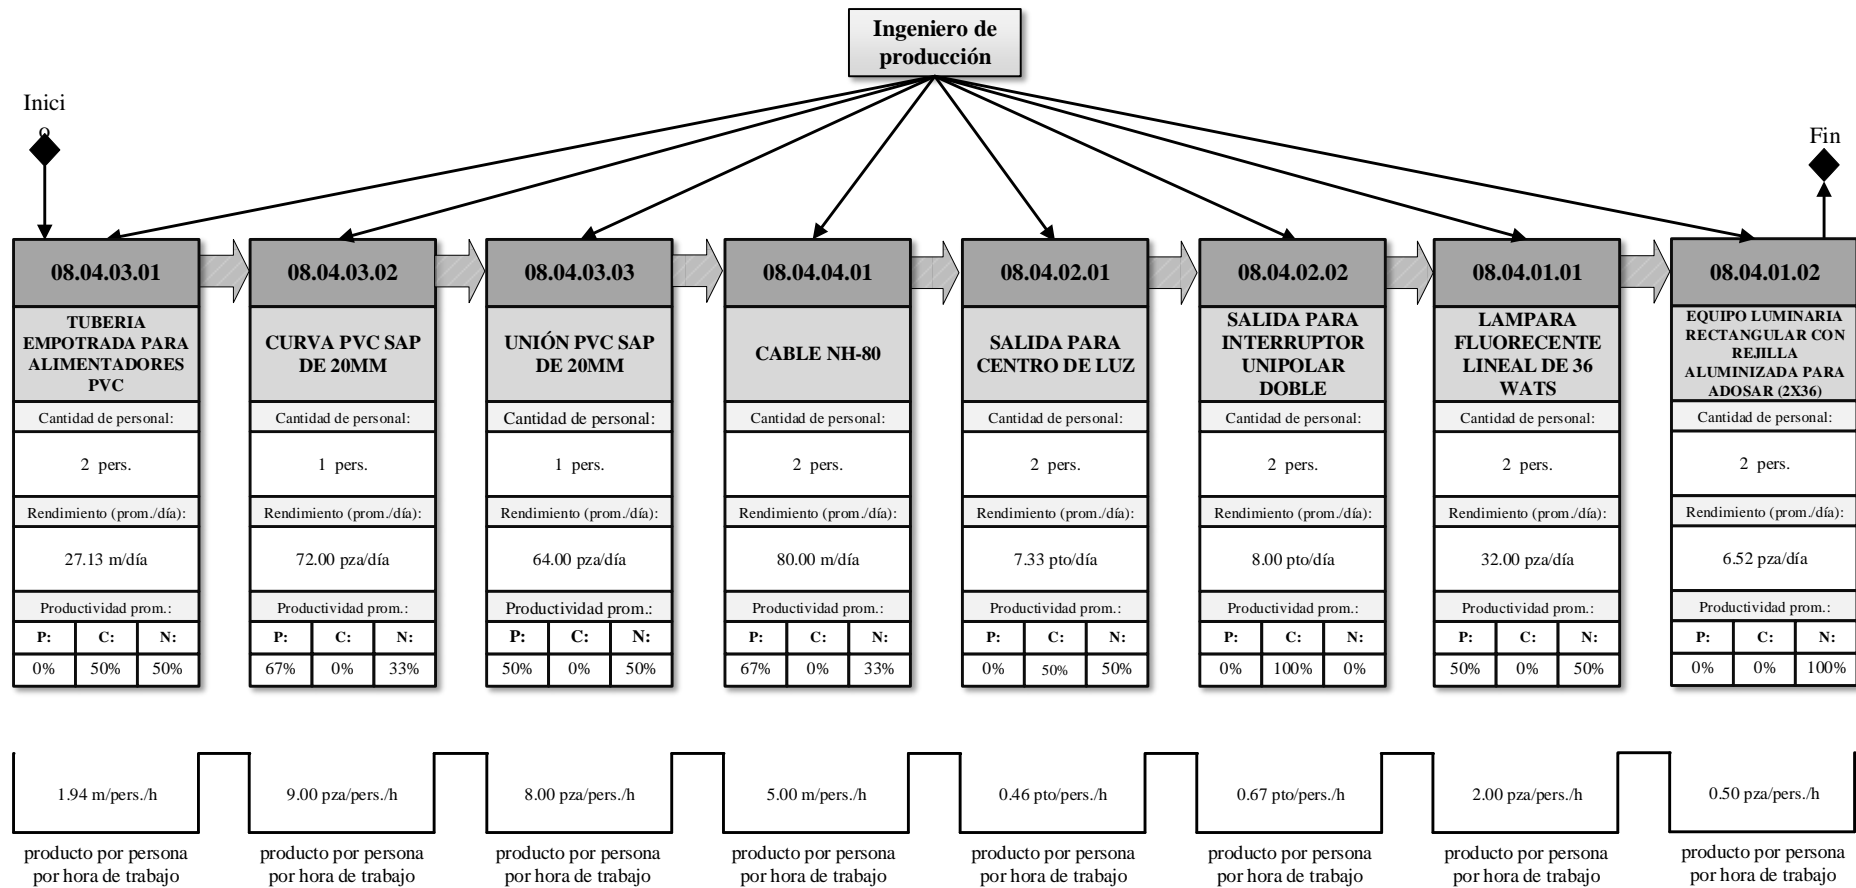 Ingeniero de
producción
Inici
o
Fin
08.04.03.01
TUBERIA
EMPOTRADA PARA
ALIMENTADORES
PVC
Cantidad de personal:
2 pers.
Rendimiento (prom./día):
27.13 m/día
Productividad prom.:
P: C: N:
0% 50% 50%
08.04.03.02
CURVA PVC SAP
DE 20MM
Cantidad de personal:
1 pers.
Rendimiento (prom./día):
72.00 pza/día
Productividad prom.:
P: C: N:
67% 0% 33%
08.04.03.03
UNIÓN PVC SAP
DE 20MM
Cantidad de personal:
1 pers.
Rendimiento (prom./día):
64.00 pza/día
Productividad prom.:
P: C: N:
50% 0% 50%
08.04.04.01
CABLE NH-80
Cantidad de personal:
2 pers.
Rendimiento (prom./día):
80.00 m/día
Productividad prom.:
P: C: N:
67% 0% 33%
08.04.02.01
SALIDA PARA
CENTRO DE LUZ
Cantidad de personal:
2 pers.
Rendimiento (prom./día):
7.33 pto/día
Productividad prom.:
P: C: N:
0% 50% 50%
08.04.02.02
SALIDA PARA
INTERRUPTOR
UNIPOLAR
DOBLE
Cantidad de personal:
2 pers.
Rendimiento (prom./día):
8.00 pto/día
Productividad prom.:
P: C: N:
0% 100% 0%
08.04.01.01
LAMPARA
FLUORECENTE
LINEAL DE 36
WATS
Cantidad de personal:
2 pers.
Rendimiento (prom./día):
32.00 pza/día
Productividad prom.:
P: C: N:
50% 0% 50%
08.04.01.02
EQUIPO LUMINARIA
RECTANGULAR CON
REJILLA
ALUMINIZADA PARA
ADOSAR (2X36)
Cantidad de personal:
2 pers.
Rendimiento (prom./día):
6.52 pza/día
Productividad prom.:
P: C: N:
0% 0% 100%
1.94 m/pers./h
producto por persona
por hora de trabajo
9.00 pza/pers./h
producto por persona
por hora de trabajo
8.00 pza/pers./h
producto por persona
por hora de trabajo
5.00 m/pers./h
producto por persona
por hora de trabajo
0.46 pto/pers./h
producto por persona
por hora de trabajo
0.67 pto/pers./h
producto por persona
por hora de trabajo
2.00 pza/pers./h
producto por persona
por hora de trabajo
0.50 pza/pers./h
producto por persona
por hora de trabajo